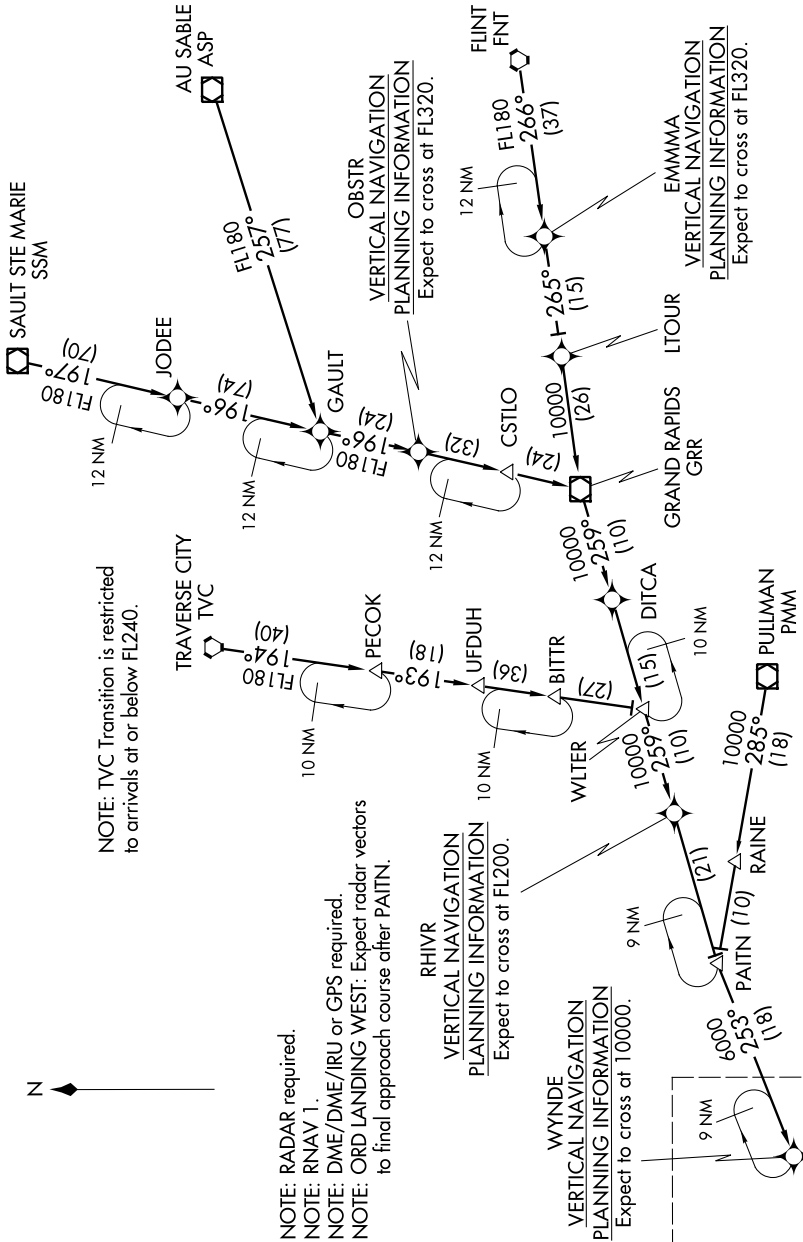 N
NOTE: RADAR required.
NOTE: RNAV 1.
NOTE: DME/DME/IRU or GPS required.
NOTE: ORD LANDING WEST: Expect radar vectors
to final approach course after PAITN.
NOTE: TVC Transition is restricted
to arrivals at or below FL240.
SAULT STE MARIE
SSM
FL180
197°
(70)
12 NM
JODEE
196°
(74)
12 NM
AU SABLE
ASP
FL180
257°
(77)
GAULT
FL180
196°
(24)
OBSTR
VERTICAL NAVIGATION
PLANNING INFORMATION
Expect to cross at FL320.
12 NM
(32)
CSTLO
(24)
FLINT
FNT
FL180
266°
(37)
12 NM
EMMMA
VERTICAL NAVIGATION
PLANNING INFORMATION
Expect to cross at FL320.
265°
(15)
LTOUR
10000
(26)
GRAND RAPIDS
GRR
10000
259°
(10)
DITCA
(15)
10 NM
TRAVERSE CITY
TVC
FL180
194°
(40)
10 NM
PECOK
193°
(18)
UFDUH
10 NM
(36)
BITTR
(27)
WLTER
10000
259°
(10)
RHIVR
VERTICAL NAVIGATION
PLANNING INFORMATION
Expect to cross at FL200.
(21)
PULLMAN
PMM
10000
285°
(18)
RAINE
(10)
9 NM
PAITN
6000
253°
(18)
WYNDE
VERTICAL NAVIGATION
PLANNING INFORMATION
Expect to cross at 10000.
9 NM